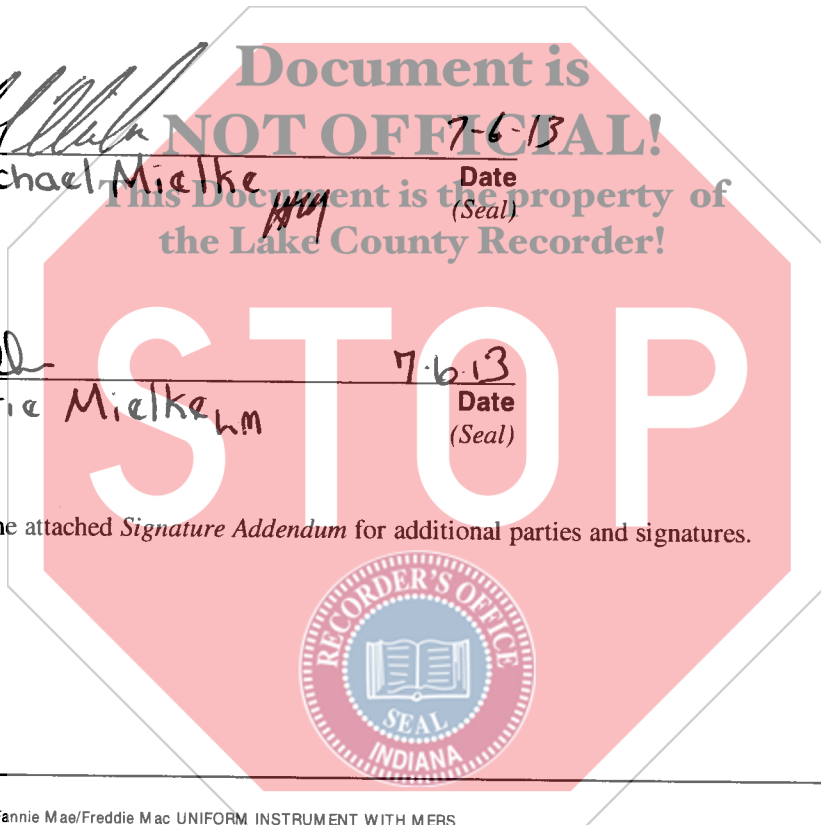 Document is
NOT OFFICIAL!
7-6-13
chael Mielke
Date
This Document is the property of
(Seal)
the Lake County Recorder!
STOP
7.6.13
ie Mielke LM
Date
(Seal)
he attached Signature Addendum for additional parties and signatures.
RECORDER'S OFFICE
SEAL
INDIANA
Fannie Mae/Freddie Mac UNIFORM INSTRUMENT WITH MERS